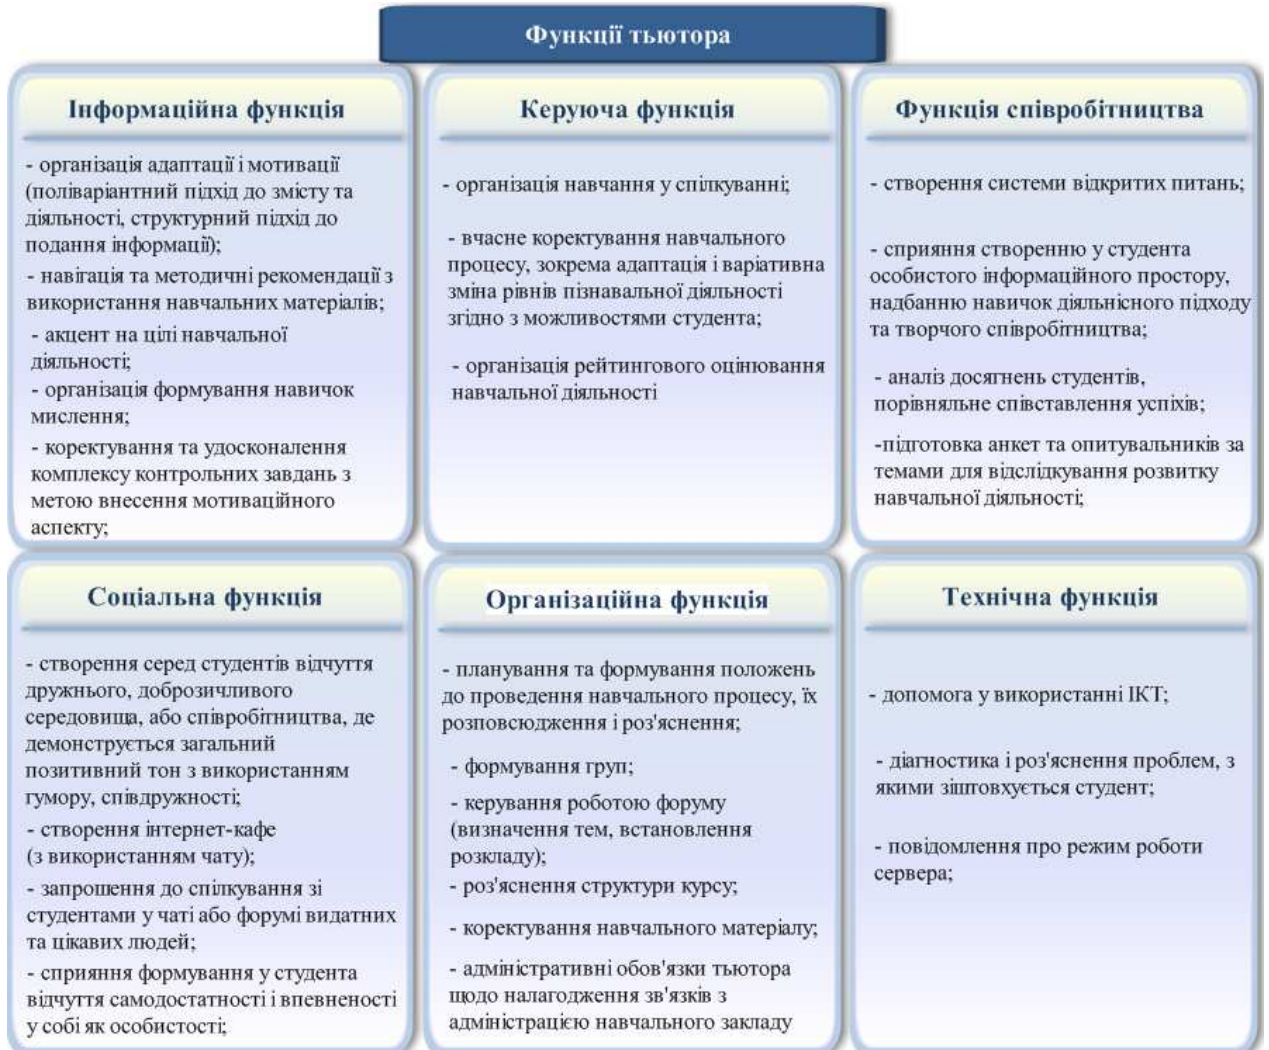 Функції тьютора
Інформаційна функція
- організація адаптації і мотивації
(поліваріантний підхід до змісту та
діяльності, структурний підхід до
подання інформації);
- навігація та методичні рекомендації з
використання навчальних матеріалів;
- акцент на цілі навчальної
діяльності;
- організація формування навичок
мислення;
- коректування та удосконалення
комплексу контрольних завдань з
метою внесення мотиваційного
аспекту;
Керуюча функція
- організація навчання у спілкуванні;
- вчасне коректування навчального
процесу, зокрема адаптація і варіативна
зміна рівнів пізнавальної діяльності
згідно з можливостями студента;
- організація рейтингового оцінювання
навчальної діяльності
Функція співробітництва
- створення системи відкритих питань;
- сприяння створенню у студента
особистого інформаційного простору,
надбанню навичок діяльнісного підходу
та творчого співробітництва;
- аналіз досягнень студентів,
порівняльне співставлення успіхів;
-підготовка анкет та опитувальників за
темами для відслідкування розвитку
навчальної діяльності;
Соціальна функція
- створення серед студентів відчуття
дружнього, доброзичливого
середовища, або співробітництва, де
демонструється загальний
позитивний тон з використанням
гумору, співдружності;
- створення інтернет-кафе
(з використанням чату);
- запрошення до спілкування зі
студентами у чаті або форумі видатних
та цікавих людей;
- сприяння формування у студента
відчуття самодостатності і впевненості
у собі як особистості;
Організаційна функція
- планування та формування положень
до проведення навчального процесу, їх
розповсюдження і роз'яснення;
- формування груп;
- керування роботою форуму
(визначення тем, встановлення
розкладу);
- роз'яснення структури курсу;
- коректування навчального матеріалу;
- адміністративні обов'язки тьютора
щодо налагодження зв'язків з
адміністрацією навчального закладу
Технічна функція
- допомога у використанні ІКТ;
- діагностика і роз'яснення проблем, з
якими зіштовхується студент;
- повідомлення про режим роботи
сервера;